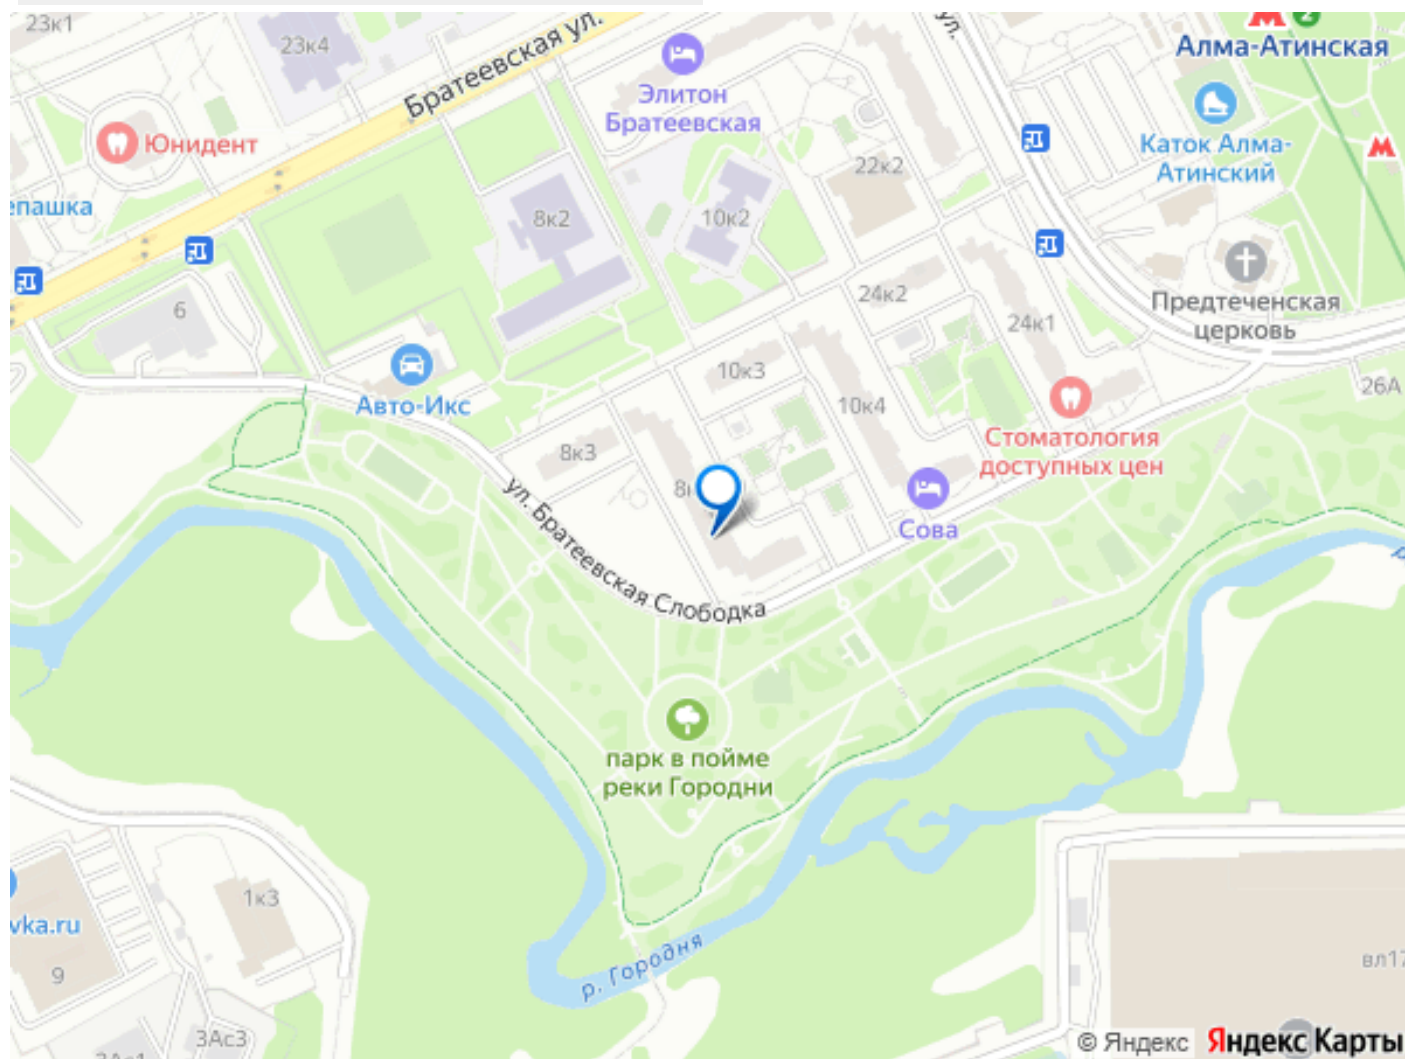 23к1
23к4
Братеевская ул.
ул.
Алма-Атинская
Элитон
Братеевская
Юнидент
Каток Алма-
Атинский
22к2
епашка
8к2
10к2
6
24к2
24к1
Предтеченская
церковь
10к3
26А
Авто-Икс
10к4
8к3
Стоматология
доступных цен
ул. Братеевская Слободка
Сова
парк в пойме
реки Городни
1к3
vka.ru
9
р. Городня
вл17
3Ас3
© Яндекс
Яндекс Карты